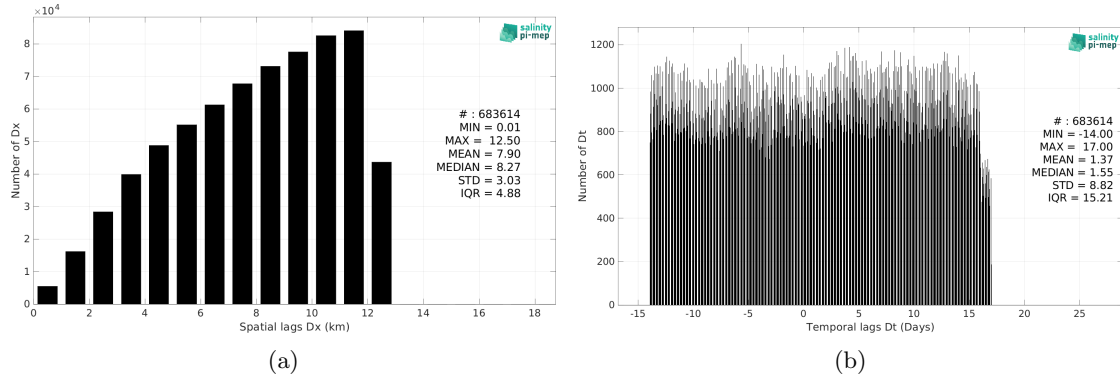 ×10⁴
9
8
7
6
5
4
3
2
1
0
Number of Dx
0 2 4 6 8 10 12 14 16 18
Spatial lags Dx (km)
salinity
pi-mep
# : 683614
MIN = 0.01
MAX = 12.50
MEAN = 7.90
MEDIAN = 8.27
STD = 3.03
IQR = 4.88
(a)
1200
1000
800
600
400
200
0
Number of Dt
-15 -10 -5 0 5 10 15 20 25
Temporal lags Dt (Days)
salinity
pi-mep
# : 683614
MIN = -14.00
MAX = 17.00
MEAN = 1.37
MEDIAN = 1.55
STD = 8.82
IQR = 15.21
(b)